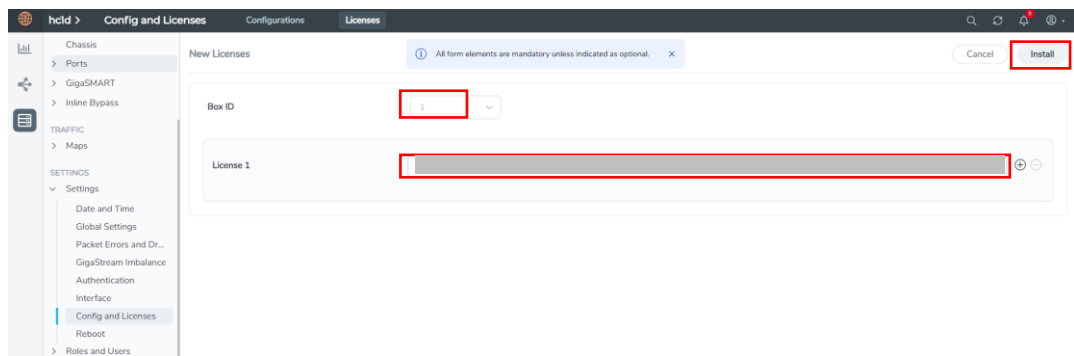 hc1d > Config and Licenses Configurations Licenses
Chassis
> Ports
> GigaSMART
> Inline Bypass
TRAFFIC
> Maps
SETTINGS
Settings
Date and Time
Global Settings
Packet Errors and Dr...
GigaStream Imbalance
Authentication
Interface
Config and Licenses
Reboot
> Roles and Users
New Licenses
All form elements are mandatory unless indicated as optional.
Cancel Install
Box ID 1
License 1